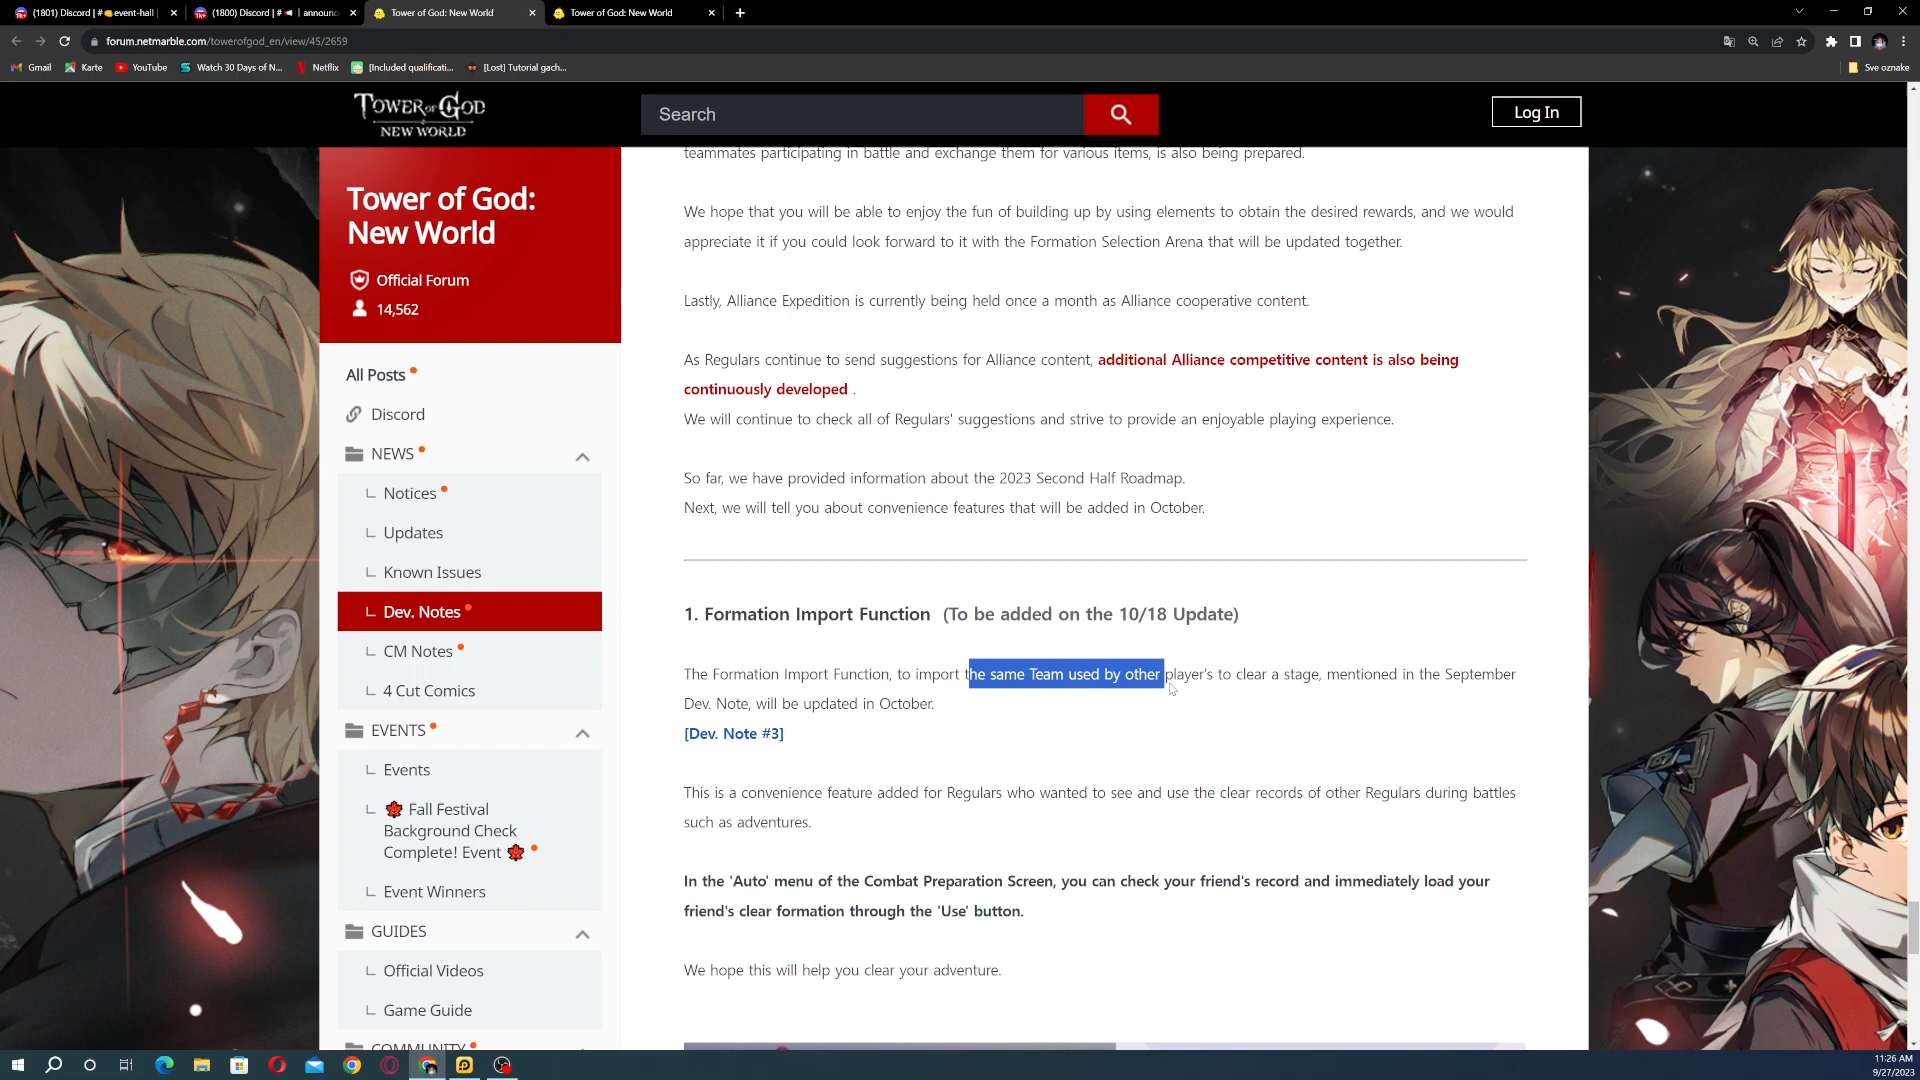 (1801) Discord | #👊event-hall |
(1800) Discord | #📢 | announc
Tower of God: New World
Tower of God: New World
forum.netmarble.com/towerofgod_en/view/45/2659
Gmail
Karte
YouTube
Watch 30 Days of N...
Netflix
[Included qualificati...
[Lost] Tutorial gach...
Sve oznake
TOWER OF GOD
NEW WORLD
Search
Log In
Tower of God:
New World
Official Forum
14,562
All Posts
Discord
NEWS
Notices
Updates
Known Issues
Dev. Notes
CM Notes
4 Cut Comics
EVENTS
Events
🍁 Fall Festival
Background Check
Complete! Event 🍁
Event Winners
GUIDES
Official Videos
Game Guide
COMMUNITY
teammates participating in battle and exchange them for various items, is also being prepared.
We hope that you will be able to enjoy the fun of building up by using elements to obtain the desired rewards, and we would
appreciate it if you could look forward to it with the Formation Selection Arena that will be updated together.
Lastly, Alliance Expedition is currently being held once a month as Alliance cooperative content.
As Regulars continue to send suggestions for Alliance content, additional Alliance competitive content is also being
continuously developed .
We will continue to check all of Regulars' suggestions and strive to provide an enjoyable playing experience.
So far, we have provided information about the 2023 Second Half Roadmap.
Next, we will tell you about convenience features that will be added in October.
1. Formation Import Function (To be added on the 10/18 Update)
The Formation Import Function, to import the same Team used by other player's to clear a stage, mentioned in the September
Dev. Note, will be updated in October.
[Dev. Note #3]
This is a convenience feature added for Regulars who wanted to see and use the clear records of other Regulars during battles
such as adventures.
In the 'Auto' menu of the Combat Preparation Screen, you can check your friend's record and immediately load your
friend's clear formation through the 'Use' button.
We hope this will help you clear your adventure.
11:26 AM
9/27/2023